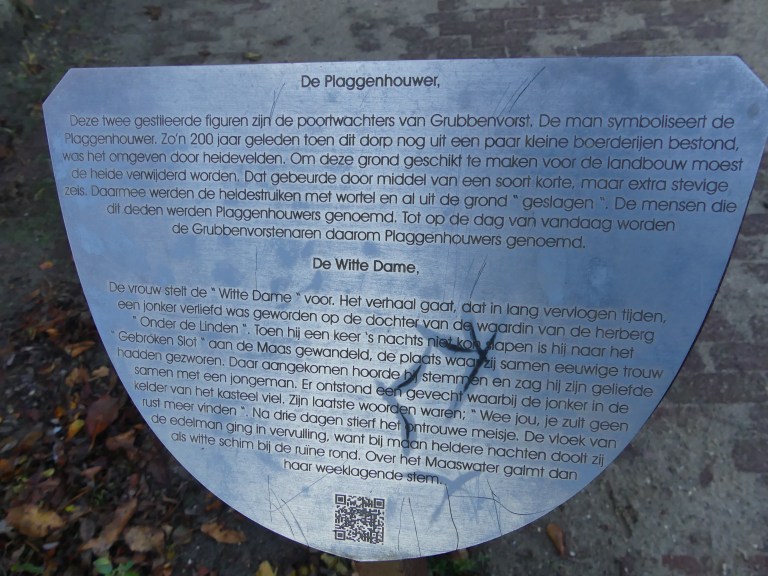 De Plaggenhouwer,
Deze twee gestileerde figuren zijn de poortwachters van Grubbenvorst. De man symboliseert de
Plaggenhouwer. Zo'n 200 jaar geleden toen dit dorp nog uit een paar kleine boerderijen bestond,
was het omgeven door heidevelden. Om deze grond geschikt te maken voor de landbouw moest
de heide verwijderd worden. Dat gebeurde door middel van een soort korte, maar extra stevige
zeis. Daarmee werden de heidestruiken met wortel en al uit de grond " geslagen ". De mensen die
dit deden werden Plaggenhouwers genoemd. Tot op de dag van vandaag worden
de Grubbenvorstenaren daarom Plaggenhouwers genoemd.
De Witte Dame,
De vrouw stelt de " Witte Dame " voor. Het verhaal gaat, dat in lang vervlogen tijden,
een jonker verliefd was geworden op de dochter van de waardin van de herberg
" Onder de Linden ". Toen hij een keer 's nachts niet kon slapen is hij naar het
" Gebroken Slot " aan de Maas gewandeld, de plaats waar zij samen eeuwige trouw
hadden gezworen. Daar aangekomen hoorde hij stemmen en zag hij zijn geliefde
samen met een jongeman. Er ontstond een gevecht waarbij de jonker in de
kelder van het kasteel viel. Zijn laatste woorden waren; " Wee jou, je zult geen
rust meer vinden ". Na drie dagen stierf het ontrouwe meisje. De vloek van
de edelman ging in vervulling, want bij maan heldere nachten doolt zij
als witte schim bij de ruïne rond. Over het Maaswater galmt dan
haar weeklagende stem.